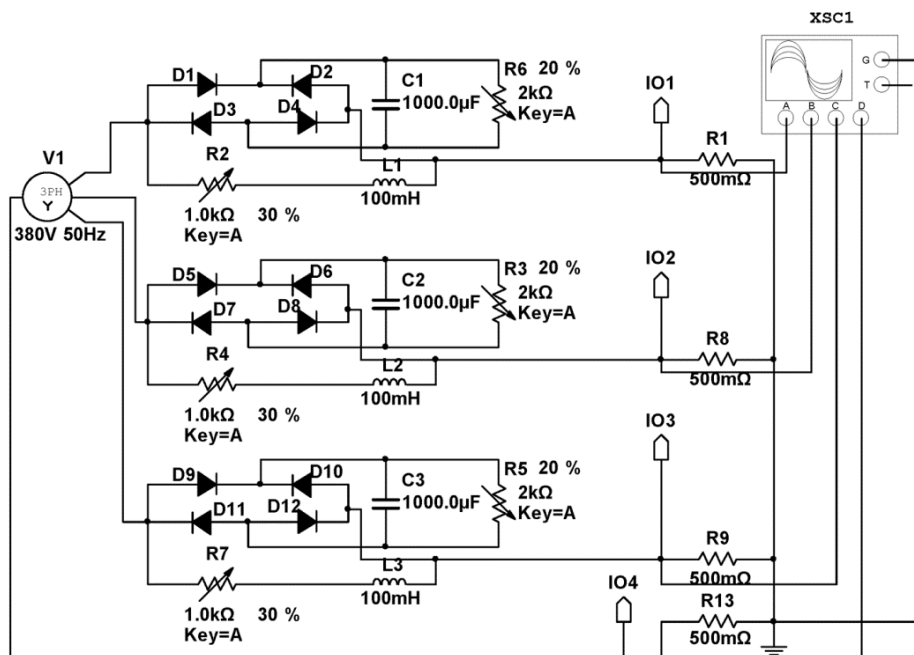 XSC1
G
T
A B C D
D1 D2
D3 D4
C1
1000.0µF
R6 20 %
2kΩ
Key=A
IO1
R1
500mΩ
R2
1.0kΩ 30 %
Key=A
L1
100mH
V1
3PH
Y
380V 50Hz
D5 D6
D7 D8
C2
1000.0µF
R3 20 %
2kΩ
Key=A
IO2
R8
500mΩ
R4
1.0kΩ 30 %
Key=A
L2
100mH
D9 D10
D11 D12
C3
1000.0µF
R5 20 %
2kΩ
Key=A
IO3
R9
500mΩ
R7
1.0kΩ 30 %
Key=A
L3
100mH
IO4
R13
500mΩ